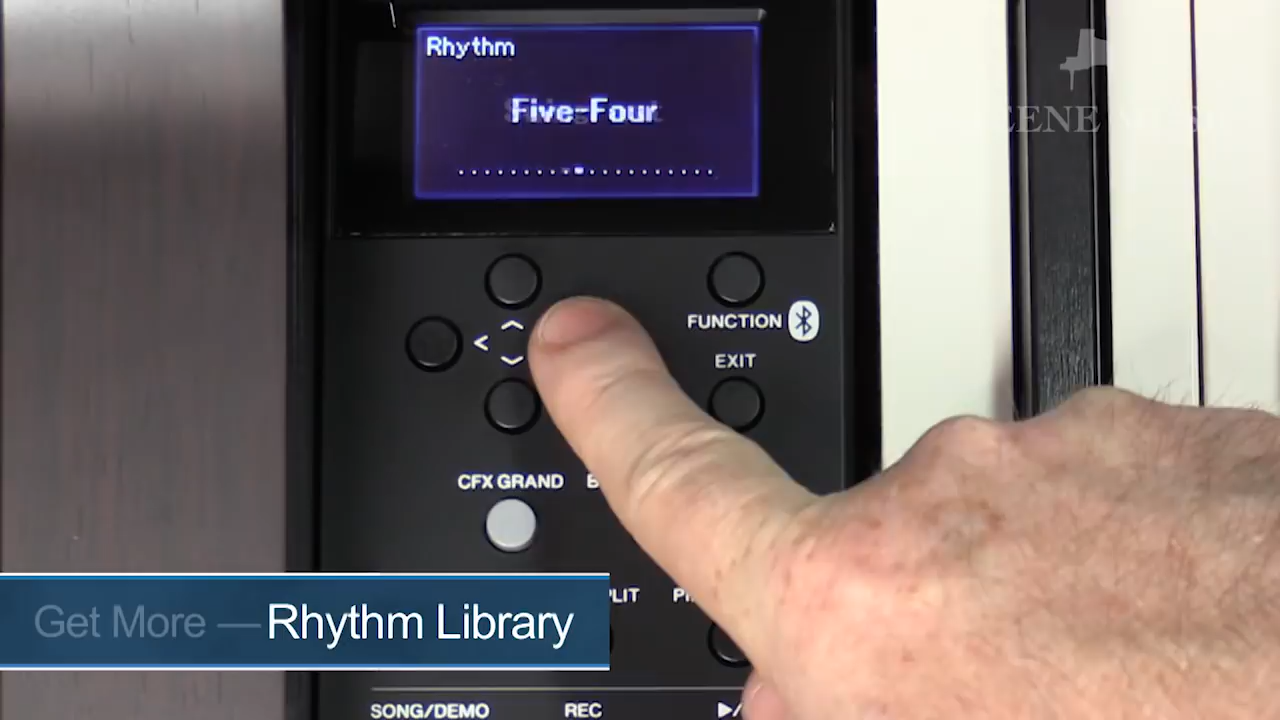 Rhythm
Five-Four
FUNCTION
< 
EXIT
CFX GRAND
SONG/DEMO
REC
Get More — Rhythm Library